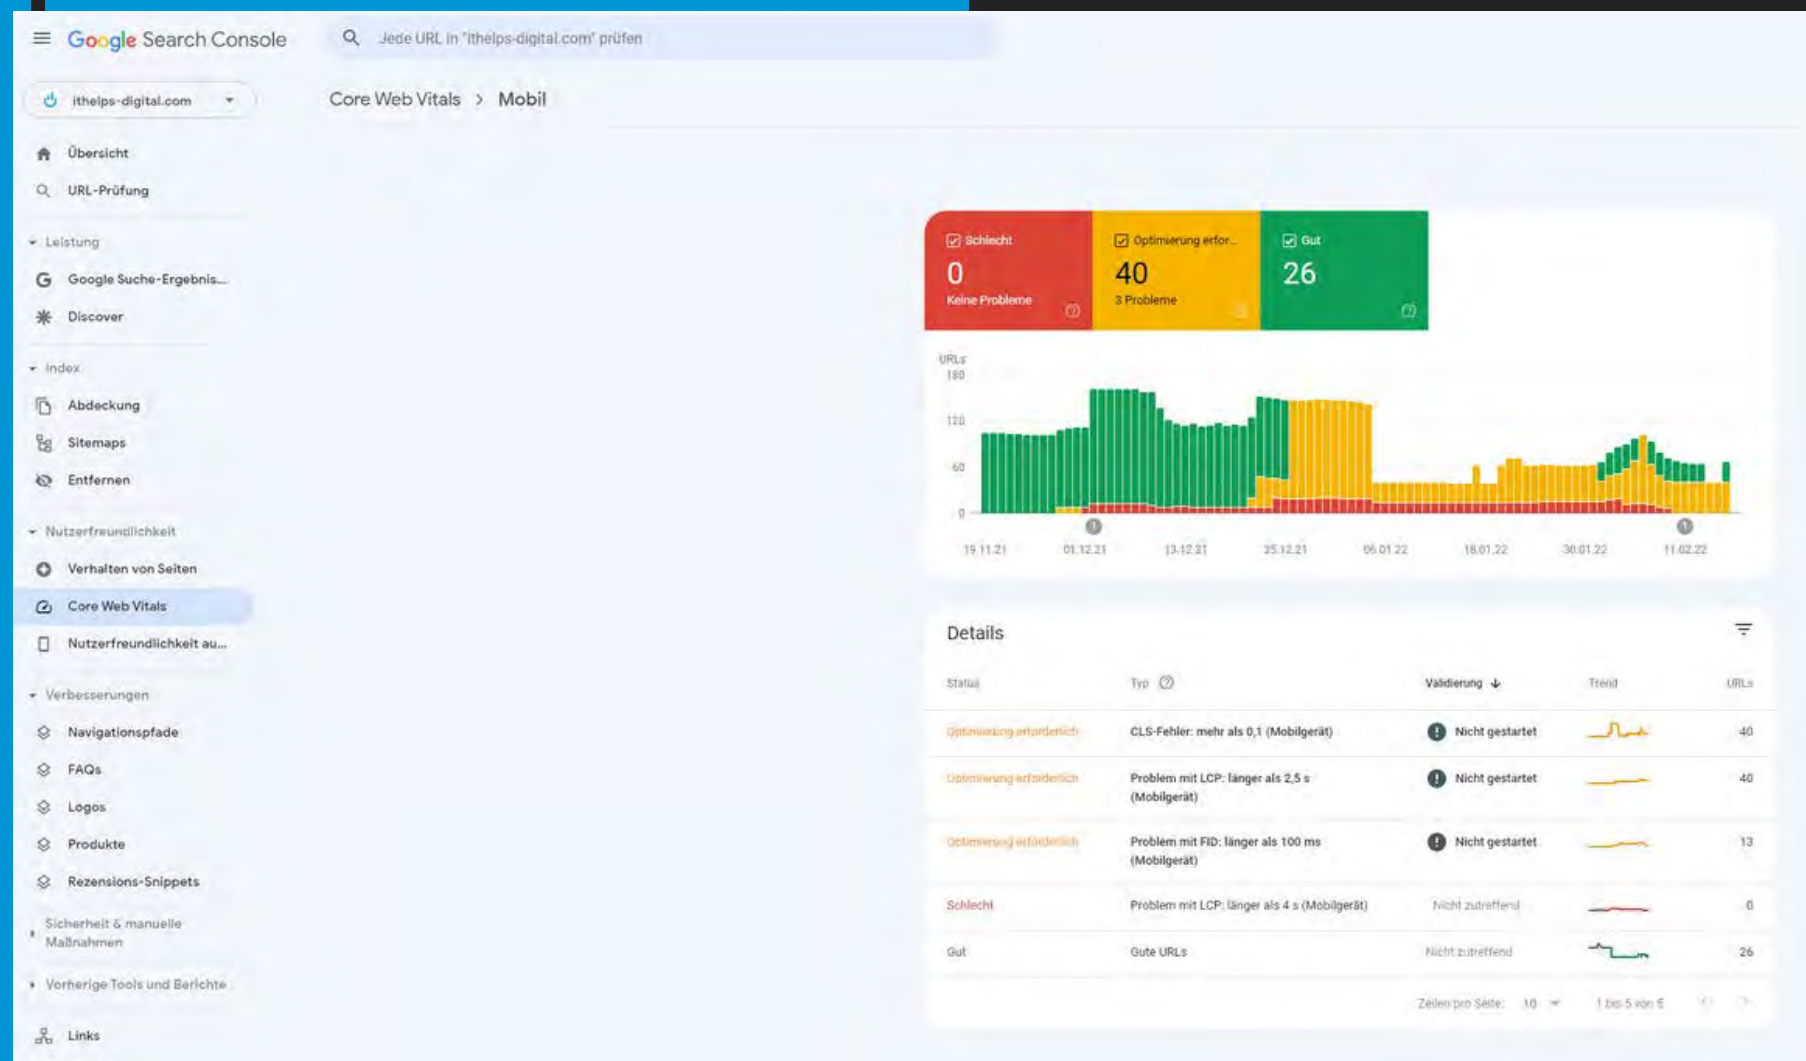 Google Search Console
Jede URL in "ithelps-digital.com" prüfen
ithelps-digital.com
Core Web Vitals > Mobil
Übersicht
URL-Prüfung
Leistung
Google Suche-Ergebnis...
Discover
Index
Abdeckung
Sitemaps
Entfernen
Nutzerfreundlichkeit
Verhalten von Seiten
Core Web Vitals
Nutzerfreundlichkeit au...
Verbesserungen
Navigationspfade
FAQs
Logos
Produkte
Rezensions-Snippets
Sicherheit & manuelle
Maßnahmen
Vorherige Tools und Berichte
Links
Schlecht
0
Keine Probleme
Optimierung erfor...
40
3 Probleme
Gut
26
URLs
180
120
60
0
1
1
19.11.21 01.12.21 13.12.21 25.12.21 06.01.22 18.01.22 30.01.22 11.02.22
Details
Status Typ Validierung Trend URLs
Optimierung erforderlich CLS-Fehler: mehr als 0,1 (Mobilgerät) Nicht gestartet 40
Optimierung erforderlich Problem mit LCP: länger als 2,5 s Nicht gestartet 40
(Mobilgerät)
Optimierung erforderlich Problem mit FID: länger als 100 ms Nicht gestartet 13
(Mobilgerät)
Schlecht Problem mit LCP: länger als 4 s (Mobilgerät) Nicht zutreffend 0
Gut Gute URLs Nicht zutreffend 26
Zeilen pro Seite: 10 1 bis 5 von 5